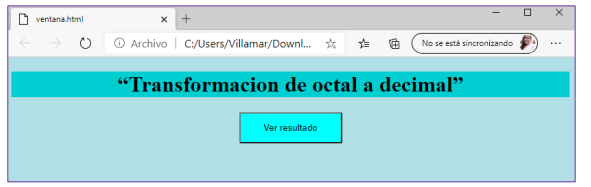 ventana.html
Archivo C:/Users/Villamar/Downl... No se está sincronizando
“Transformacion de octal a decimal”
Ver resultado